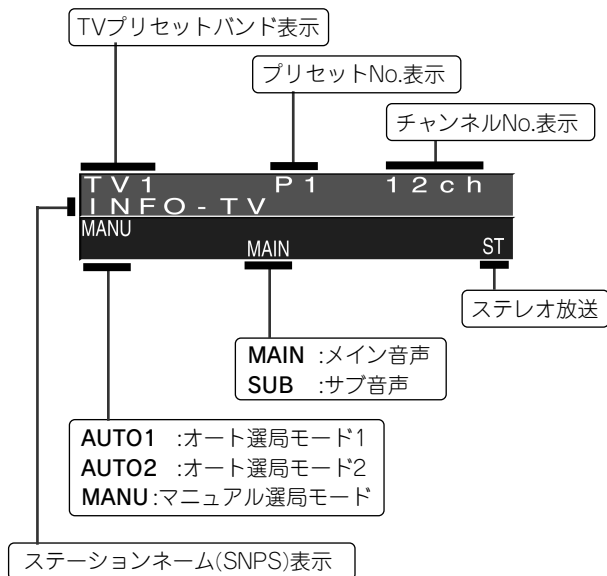 TVプリセットバンド表示
プリセットNo.表示
チャンネルNo.表示
TV1 P1 12ch
INFO-TV
MANU
MAIN ST
ステレオ放送
MAIN :メイン音声
SUB :サブ音声
AUTO1 :オート選局モード1
AUTO2 :オート選局モード2
MANU:マニュアル選局モード
ステーションネーム(SNPS)表示